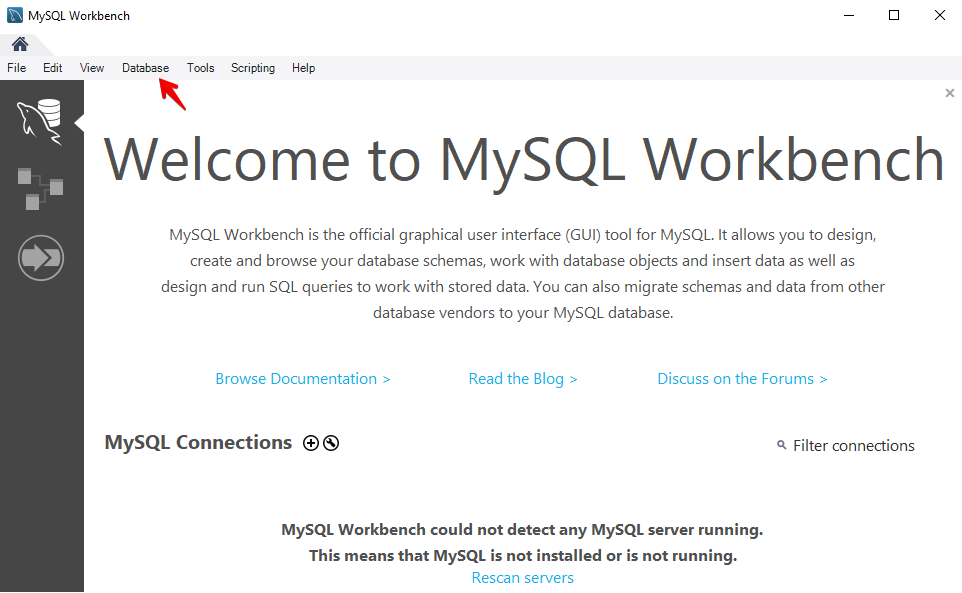 MySQL Workbench
File Edit View Database Tools Scripting Help
Welcome to MySQL Workbench
MySQL Workbench is the official graphical user interface (GUI) tool for MySQL. It allows you to design,
create and browse your database schemas, work with database objects and insert data as well as
design and run SQL queries to work with stored data. You can also migrate schemas and data from other
database vendors to your MySQL database.
Browse Documentation > Read the Blog > Discuss on the Forums >
MySQL Connections Filter connections
MySQL Workbench could not detect any MySQL server running.
This means that MySQL is not installed or is not running.
Rescan servers